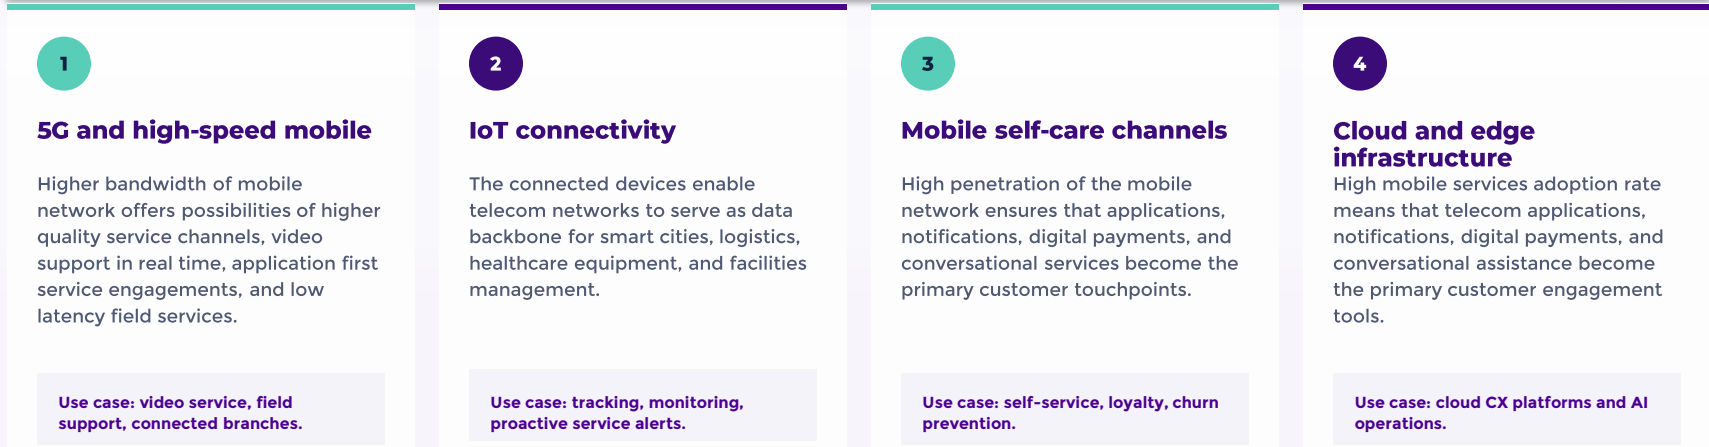 1
5G and high-speed mobile
Higher bandwidth of mobile
network offers possibilities of higher
quality service channels, video
support in real time, application first
service engagements, and low
latency field services.
Use case: video service, field
support, connected branches.
2
IoT connectivity
The connected devices enable
telecom networks to serve as data
backbone for smart cities, logistics,
healthcare equipment, and facilities
management.
Use case: tracking, monitoring,
proactive service alerts.
3
Mobile self-care channels
High penetration of the mobile
network ensures that applications,
notifications, digital payments, and
conversational services become the
primary customer touchpoints.
Use case: self-service, loyalty, churn
prevention.
4
Cloud and edge
infrastructure
High mobile services adoption rate
means that telecom applications,
notifications, digital payments, and
conversational assistance become
the primary customer engagement
tools.
Use case: cloud CX platforms and AI
operations.